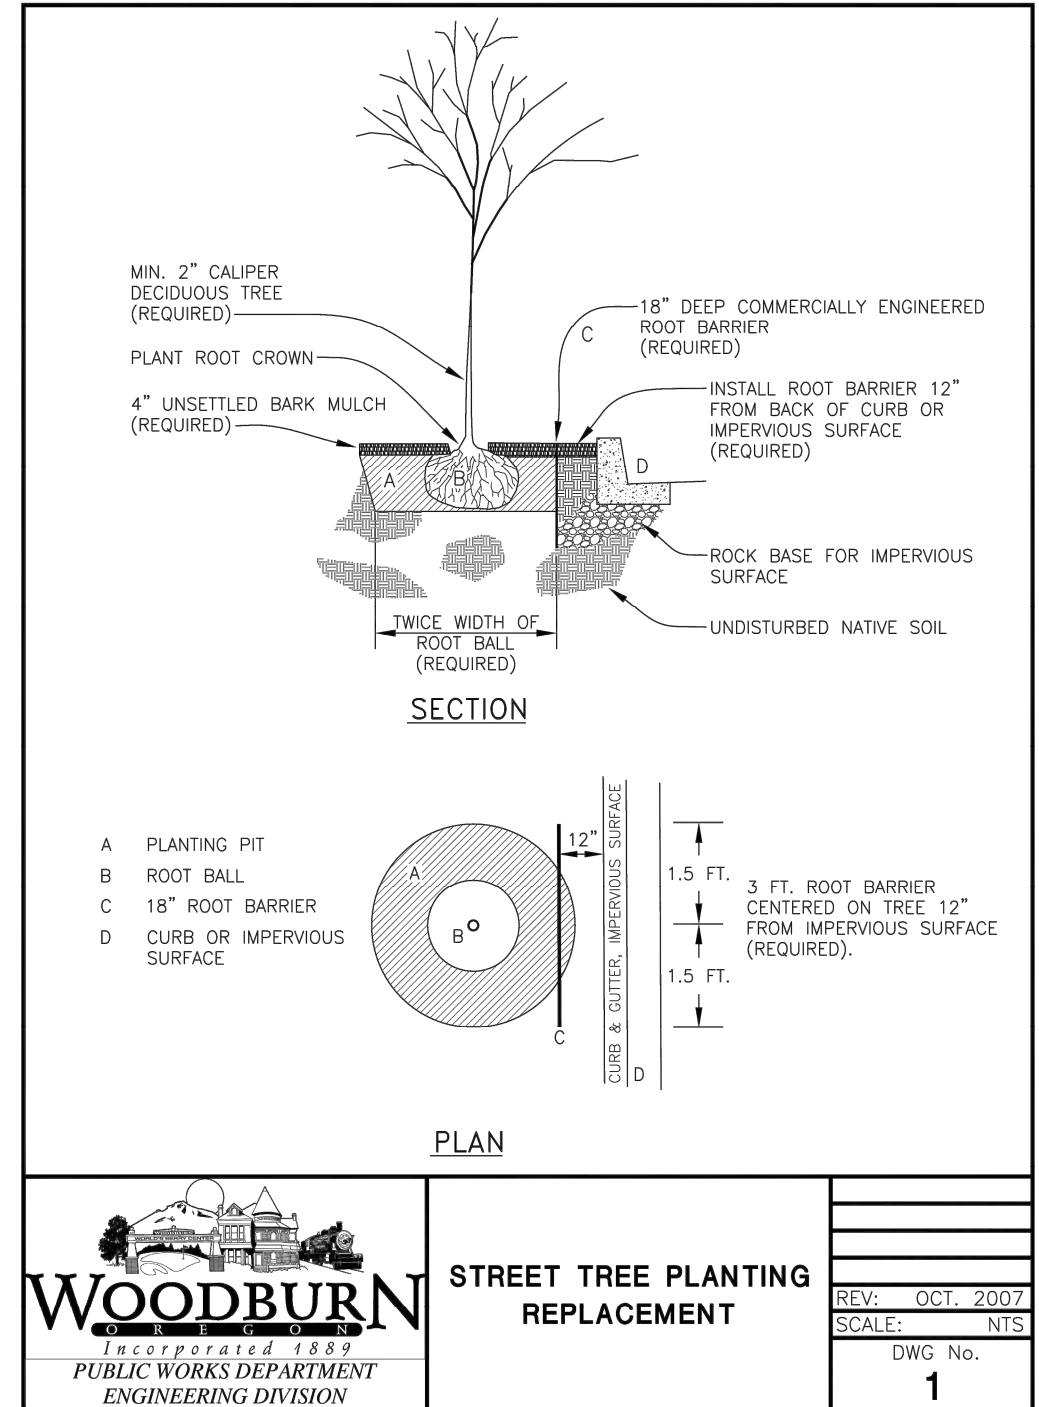 MIN. 2" CALIPER
DECIDUOUS TREE
(REQUIRED)
PLANT ROOT CROWN
4" UNSETTLED BARK MULCH
(REQUIRED)
18" DEEP COMMERCIALLY ENGINEERED
ROOT BARRIER
(REQUIRED)
C
INSTALL ROOT BARRIER 12"
FROM BACK OF CURB OR
IMPERVIOUS SURFACE
(REQUIRED)
A
B
D
ROCK BASE FOR IMPERVIOUS
SURFACE
UNDISTURBED NATIVE SOIL
TWICE WIDTH OF
ROOT BALL
(REQUIRED)
SECTION
A PLANTING PIT
B ROOT BALL
C 18" ROOT BARRIER
D CURB OR IMPERVIOUS
SURFACE
A
B
C
12"
CURB & GUTTER, IMPERVIOUS SURFACE
D
1.5 FT.
1.5 FT.
3 FT. ROOT BARRIER
CENTERED ON TREE 12"
FROM IMPERVIOUS SURFACE
(REQUIRED).
PLAN
WORLD'S BERRY CENTER
WOODBURN
OREGON
Incorporated 1889
PUBLIC WORKS DEPARTMENT
ENGINEERING DIVISION
STREET TREE PLANTING
REPLACEMENT
REV: OCT. 2007
SCALE: NTS
DWG No.
1